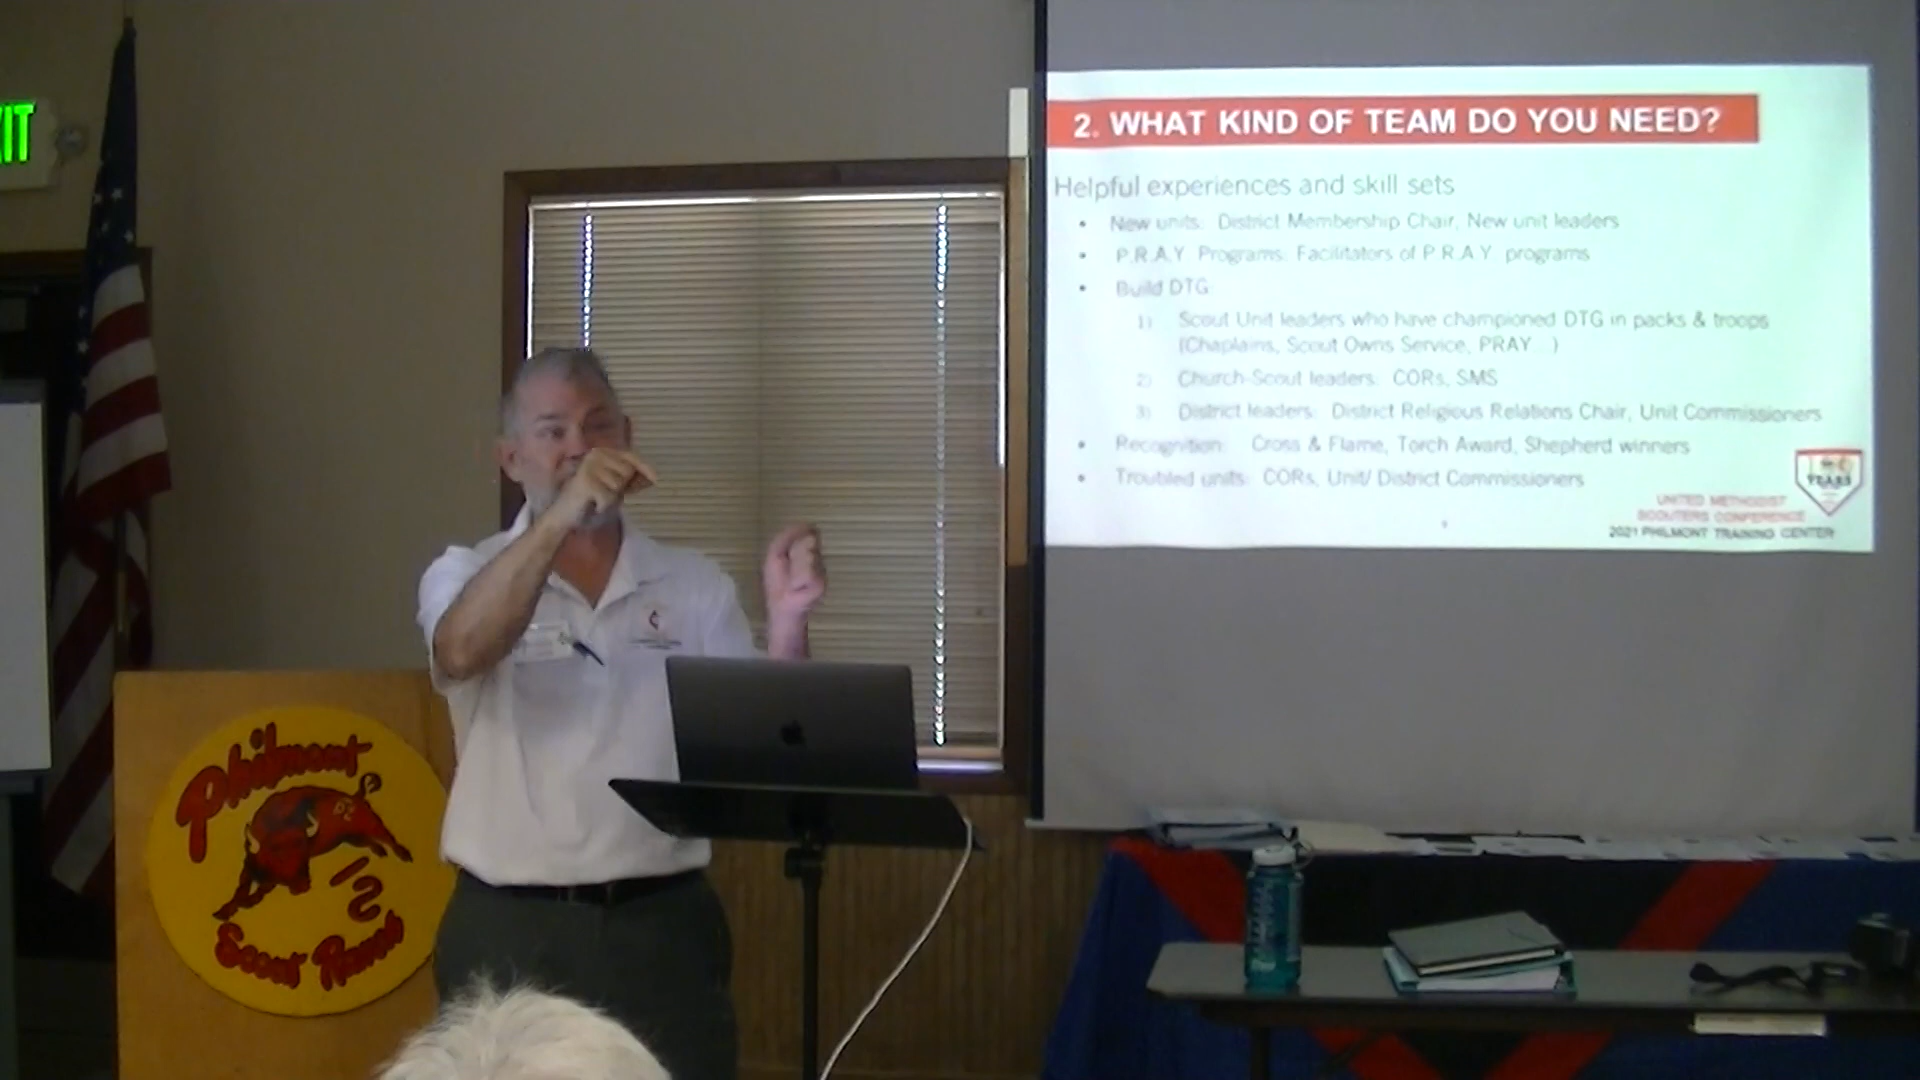 XIT
2. WHAT KIND OF TEAM DO YOU NEED?
Helpful experiences and skill sets
• New units: District Membership Chair, New unit leaders
• P.R.A.Y Programs: Facilitators of P.R.A.Y programs
• Build DTG:
1) Scout Unit leaders who have championed DTG in packs & troops
(Chaplains, Scout Owns Service, PRAY...)
2) Church-Scout leaders: CORs, SMS
3) District leaders: District Religious Relations Chair, Unit Commissioners
• Recognition: Cross & Flame, Torch Award, Shepherd winners
• Troubled units: CORs, Unit/ District Commissioners
YEARS
UNITED METHODIST
SCOUTERS CONFERENCE
2021 PHILMONT TRAINING CENTER
Philmont
Scout Ranch